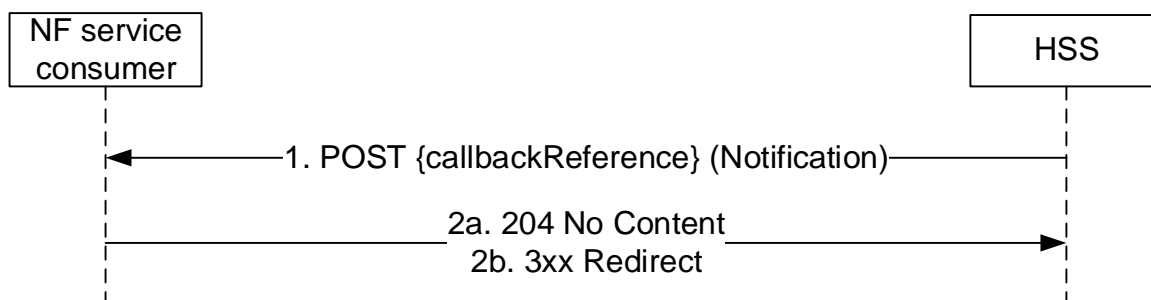 NF service
consumer
HSS
1. POST {callbackReference} (Notification)
2a. 204 No Content
2b. 3xx Redirect